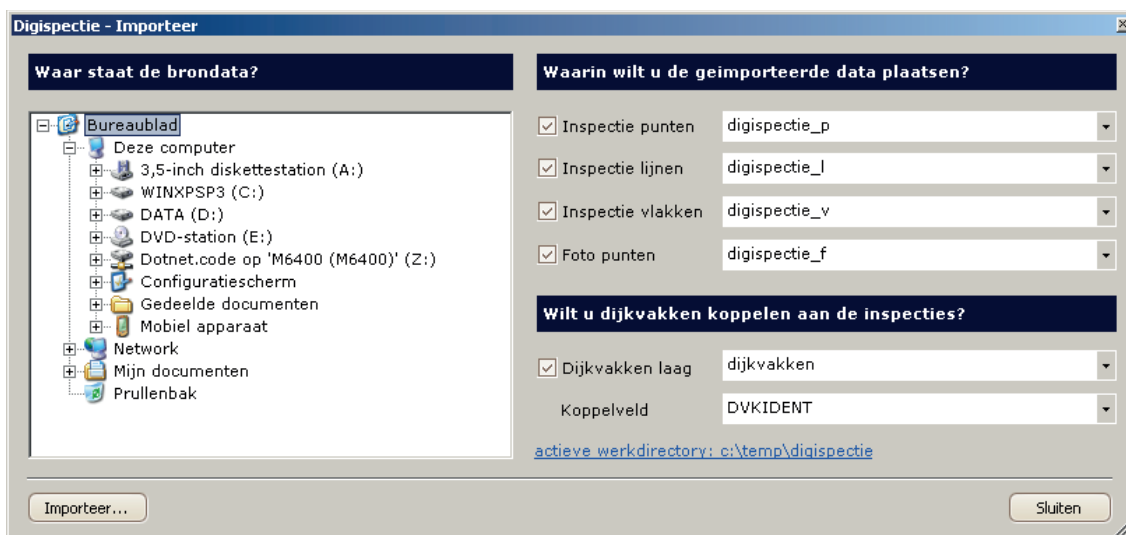 Digispectie - Importeer
Waar staat de brondata?
Bureaublad
Deze computer
3,5-inch diskettestation (A:)
WINXPSP3 (C:)
DATA (D:)
DVD-station (E:)
Dotnet.code op 'M6400 (M6400)' (Z:)
Configuratiescherm
Gedeelde documenten
Mobiel apparaat
Network
Mijn documenten
Prullenbak
Waarin wilt u de geimporteerde data plaatsen?
Inspectie punten digispectie_p
Inspectie lijnen digispectie_l
Inspectie vlakken digispectie_v
Foto punten digispectie_f
Wilt u dijkvakken koppelen aan de inspecties?
Dijkvakken laag dijkvakken
Koppelveld DVKIDENT
actieve werkdirectory: c:\temp\digispectie
Importeer...
Sluiten